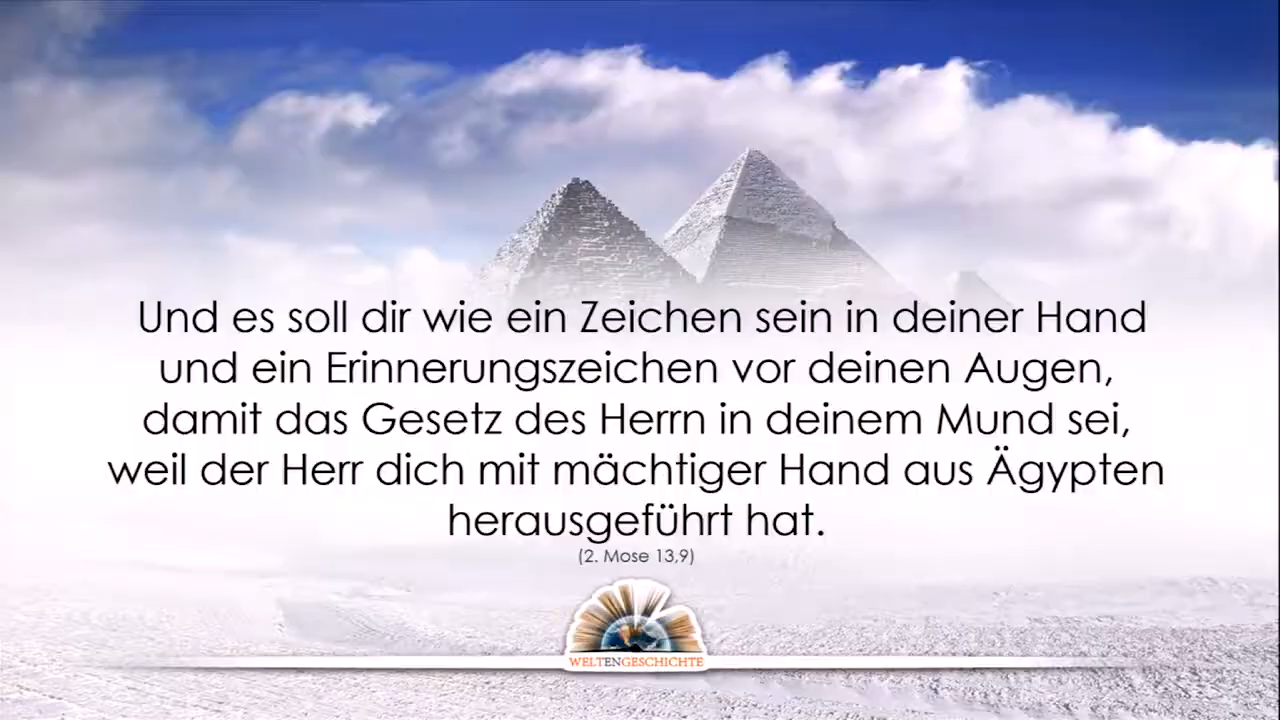 Und es soll dir wie ein Zeichen sein in deiner Hand
und ein Erinnerungszeichen vor deinen Augen,
damit das Gesetz des Herrn in deinem Mund sei,
weil der Herr dich mit mächtiger Hand aus Ägypten
herausgeführt hat.
(2. Mose 13,9)
WELTENGESCHICHTE